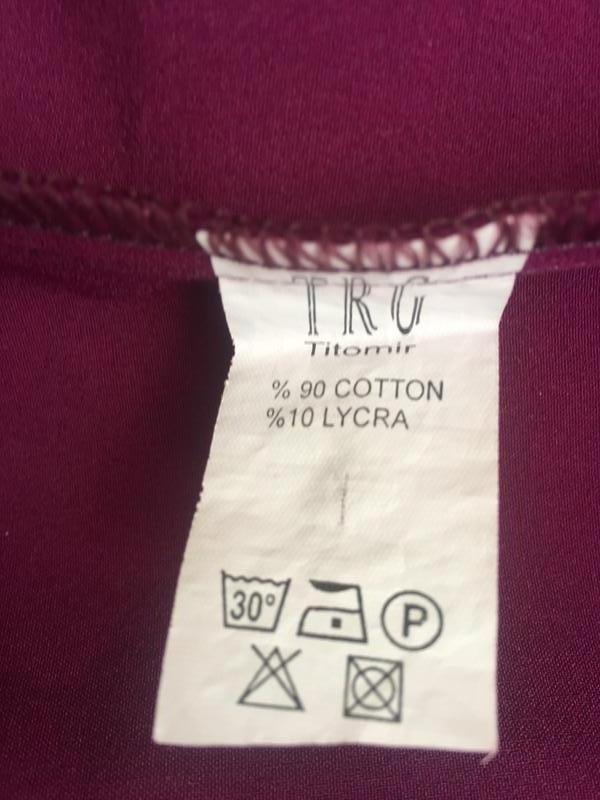 TRG
Titomir
% 90 COTTON
%10 LYCRA
30°
P